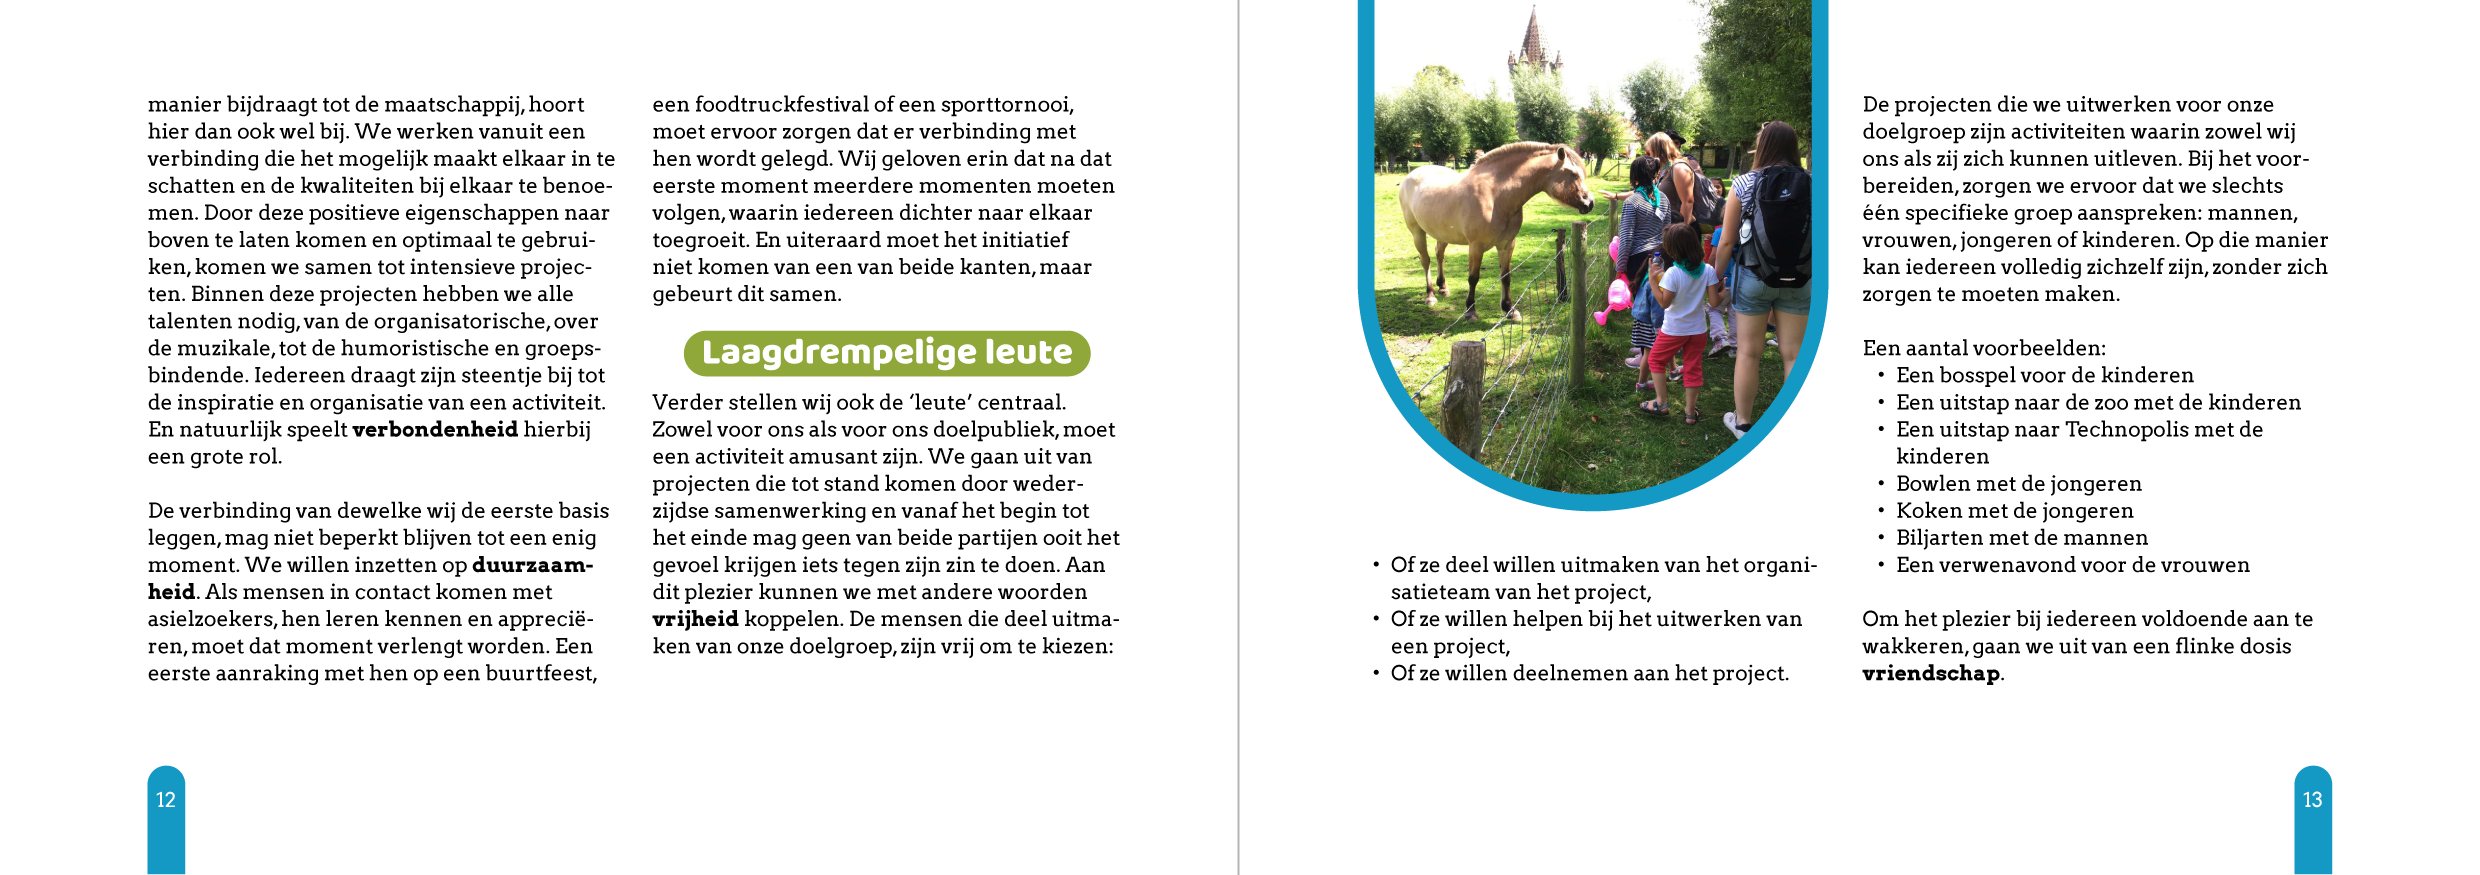 manier bijdraagt tot de maatschappij, hoort
hier dan ook wel bij. We werken vanuit een
verbinding die het mogelijk maakt elkaar in te
schatten en de kwaliteiten bij elkaar te benoe-
men. Door deze positieve eigenschappen naar
boven te laten komen en optimaal te gebrui-
ken, komen we samen tot intensieve projec-
ten. Binnen deze projecten hebben we alle
talenten nodig, van de organisatorische, over
de muzikale, tot de humoristische en groeps-
bindende. Iedereen draagt zijn steentje bij tot
de inspiratie en organisatie van een activiteit.
En natuurlijk speelt verbondenheid hierbij
een grote rol.
De verbinding van dewelke wij de eerste basis
leggen, mag niet beperkt blijven tot een enig
moment. We willen inzetten op duurzaam-
heid. Als mensen in contact komen met
asielzoekers, hen leren kennen en apprecië-
ren, moet dat moment verlengt worden. Een
eerste aanraking met hen op een buurtfeest,
een foodtruckfestival of een sporttornooi,
moet ervoor zorgen dat er verbinding met
hen wordt gelegd. Wij geloven erin dat na dat
eerste moment meerdere momenten moeten
volgen, waarin iedereen dichter naar elkaar
toegroeit. En uiteraard moet het initiatief
niet komen van een van beide kanten, maar
gebeurt dit samen.
Laagdrempelige leute
Verder stellen wij ook de ‘leute’ centraal.
Zowel voor ons als voor ons doelpubliek, moet
een activiteit amusant zijn. We gaan uit van
projecten die tot stand komen door weder-
zijdse samenwerking en vanaf het begin tot
het einde mag geen van beide partijen ooit het
gevoel krijgen iets tegen zijn zin te doen. Aan
dit plezier kunnen we met andere woorden
vrijheid koppelen. De mensen die deel uitma-
ken van onze doelgroep, zijn vrij om te kiezen:
12
• Of ze deel willen uitmaken van het organi-
satieteam van het project,
• Of ze willen helpen bij het uitwerken van
een project,
• Of ze willen deelnemen aan het project.
De projecten die we uitwerken voor onze
doelgroep zijn activiteiten waarin zowel wij
ons als zij zich kunnen uitleven. Bij het voor-
bereiden, zorgen we ervoor dat we slechts
één specifieke groep aanspreken: mannen,
vrouwen, jongeren of kinderen. Op die manier
kan iedereen volledig zichzelf zijn, zonder zich
zorgen te moeten maken.
Een aantal voorbeelden:
• Een bosspel voor de kinderen
• Een uitstap naar de zoo met de kinderen
• Een uitstap naar Technopolis met de
kinderen
• Bowlen met de jongeren
• Koken met de jongeren
• Biljarten met de mannen
• Een verwenavond voor de vrouwen
Om het plezier bij iedereen voldoende aan te
wakkeren, gaan we uit van een flinke dosis
vriendschap.
13